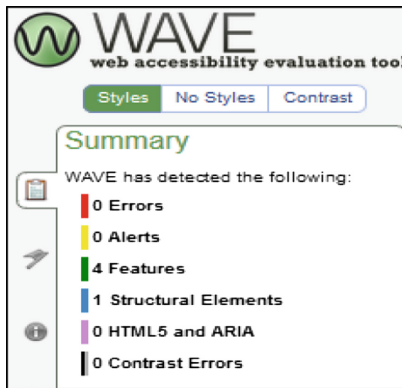 WAVE
web accessibility evaluation tool
Styles No Styles Contrast
Summary
WAVE has detected the following:
0 Errors
0 Alerts
4 Features
1 Structural Elements
0 HTML5 and ARIA
0 Contrast Errors